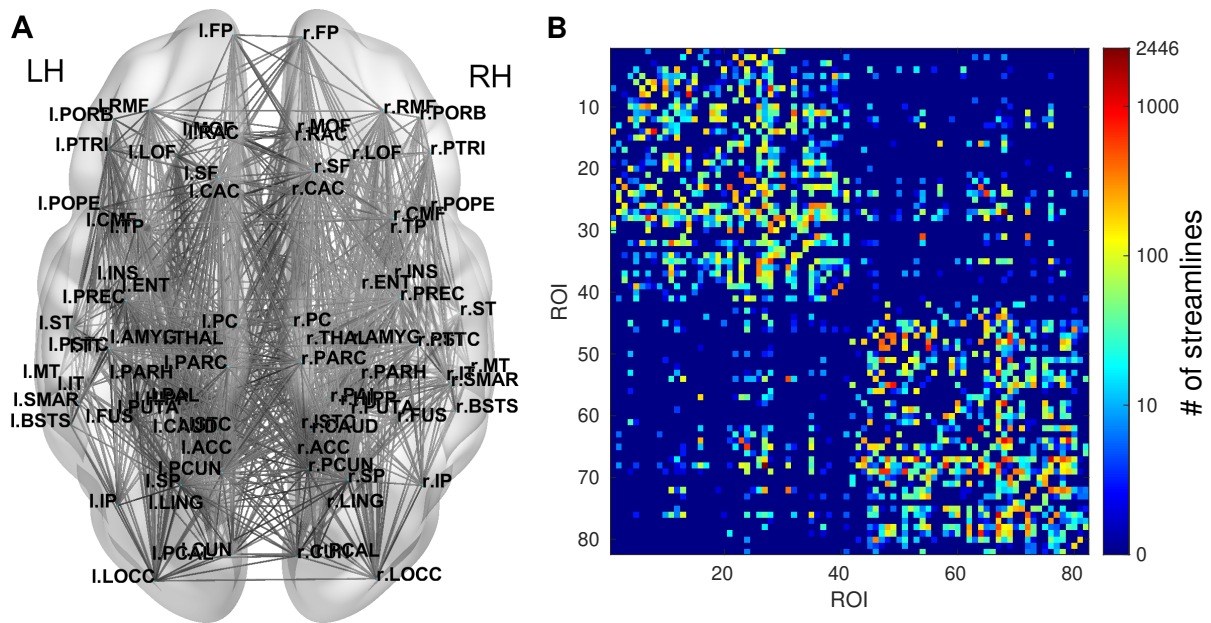 A
LH
RH
l.FP
r.FP
l.RMF
l.PORB
r.RMF
r.PORB
l.MOF
l.RAC
r.MOF
r.RAC
l.PTRI
l.LOF
r.LOF
r.PTRI
l.SF
r.SF
l.CAC
r.CAC
l.POPE
r.POPE
l.CMF
r.CMF
l.TP
r.TP
l.INS
r.INS
l.ENT
r.ENT
l.PREC
r.PREC
l.ST
r.ST
l.PC
r.PC
l.AMYG
r.THAL
l.PARC
r.PARC
l.MT
r.MT
l.PARH
r.PARH
l.IT
l.SMAR
r.SMAR
l.BSTS
r.BSTS
l.FUS
r.FUS
r.PUTA
r.CAUD
l.ACC
r.ACC
l.PCUN
r.PCUN
l.SP
r.SP
l.IP
r.IP
l.LING
r.LING
l.PCAL
l.CUN
r.CUN
r.PCAL
l.LOCC
r.LOCC
B
10
20
30
40
50
60
70
80
ROI
20
40
60
80
ROI
2446
1000
100
10
0
# of streamlines